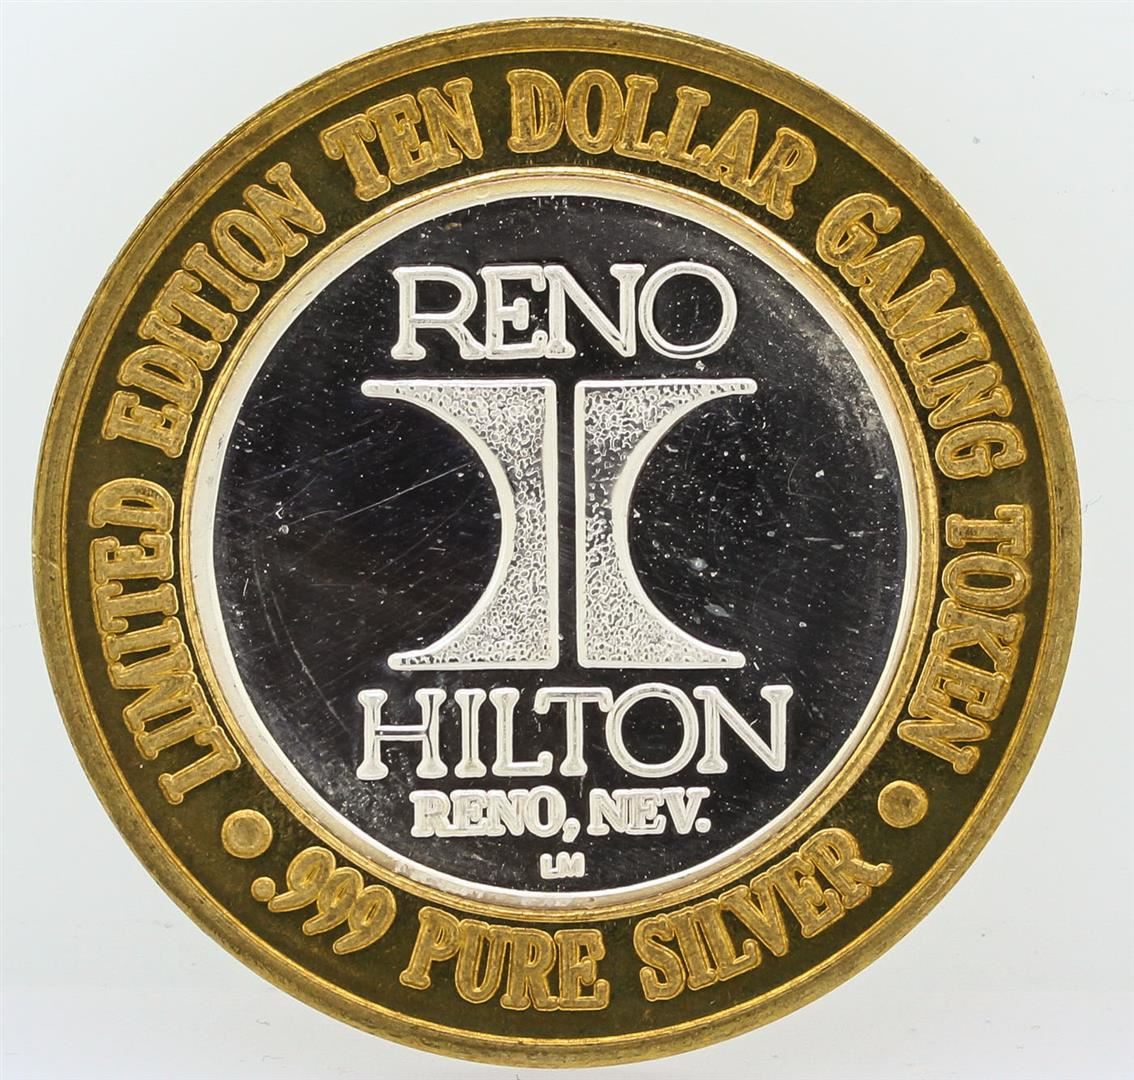 LIMITED EDITION TEN DOLLAR GAMING TOKEN
RENO
HILTON
RENO, NEV.
LM
.999 PURE SILVER